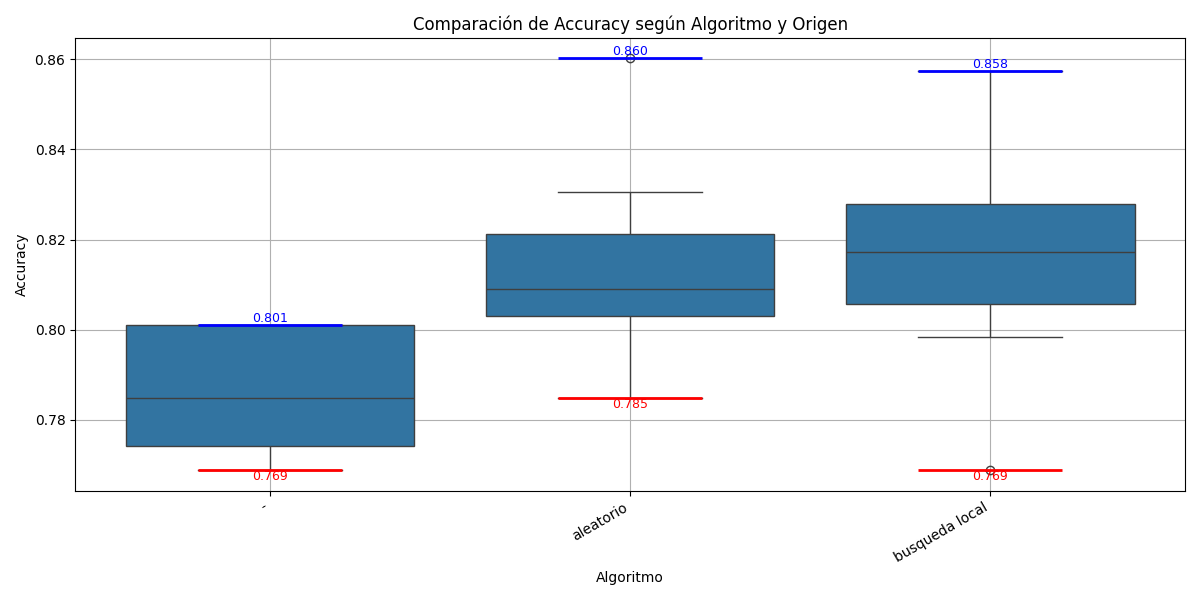 Comparación de Accuracy según Algoritmo y Origen
Accuracy
0.86
0.84
0.82
0.80
0.78
0.801
0.769
0.860
0.785
0.858
0.769
-
aleatorio
busqueda local
Algoritmo